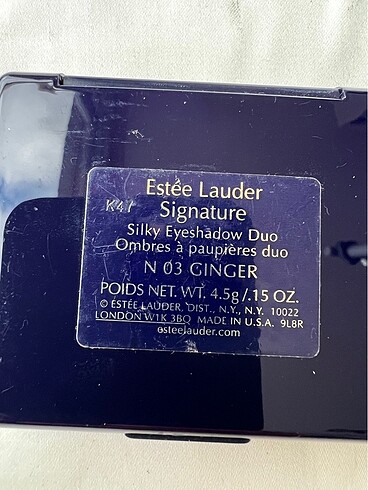 Estée Lauder
K47
Signature
Silky Eyeshadow Duo
Ombres à paupières duo
N 03 GINGER
POIDS NET. WT. 4.5g/.15 OZ.
© ESTÉE LAUDER, DIST., N.Y., N.Y. 10022
LONDON W1K 3BQ MADE IN U.S.A. 9L8R
esteelauder.com